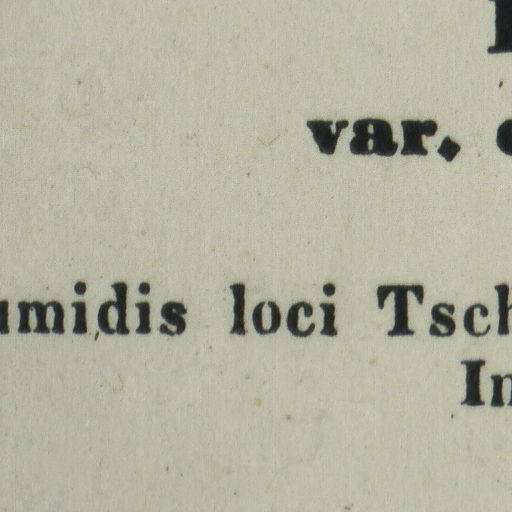 var.
umidis loci Tsch
In